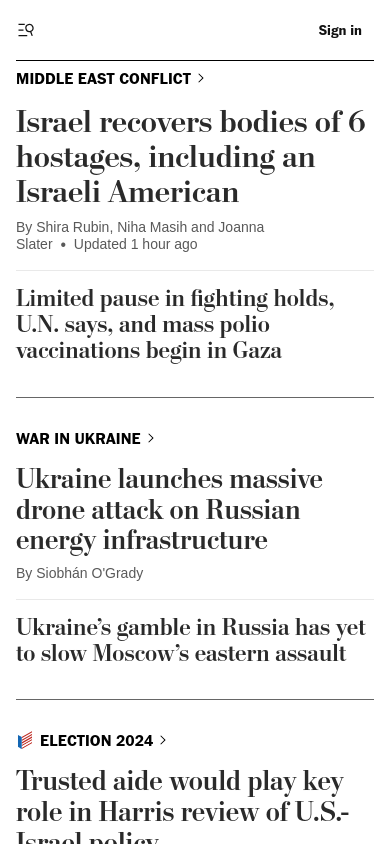 Sign in
MIDDLE EAST CONFLICT
Israel recovers bodies of 6
hostages, including an
Israeli American
By Shira Rubin, Niha Masih and Joanna
Slater • Updated 1 hour ago
Limited pause in fighting holds,
U.N. says, and mass polio
vaccinations begin in Gaza
WAR IN UKRAINE
Ukraine launches massive
drone attack on Russian
energy infrastructure
By Siobhán O'Grady
Ukraine’s gamble in Russia has yet
to slow Moscow’s eastern assault
ELECTION 2024
Trusted aide would play key
role in Harris review of U.S.-
Israel policy